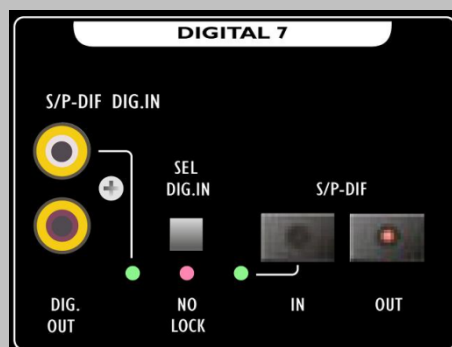 DIGITAL 7
S/P-DIF DIG.IN
SEL
DIG.IN
S/P-DIF
DIG.
OUT
NO
LOCK
IN
OUT